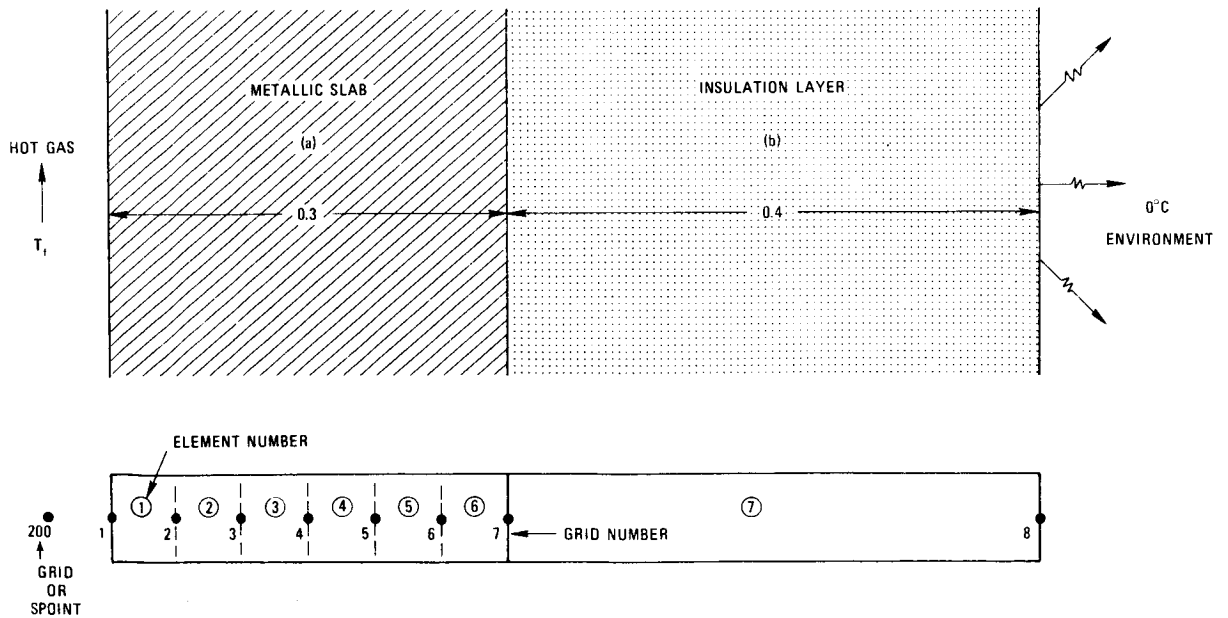 METALLIC SLAB
INSULATION LAYER
(a)
(b)
HOT GAS
0.3
0.4
0°C
ENVIRONMENT
T_f
ELEMENT NUMBER
1 2 3 4 5 6 7
200 1 2 3 4 5 6 7
GRID NUMBER
8
GRID
OR
SPOINT